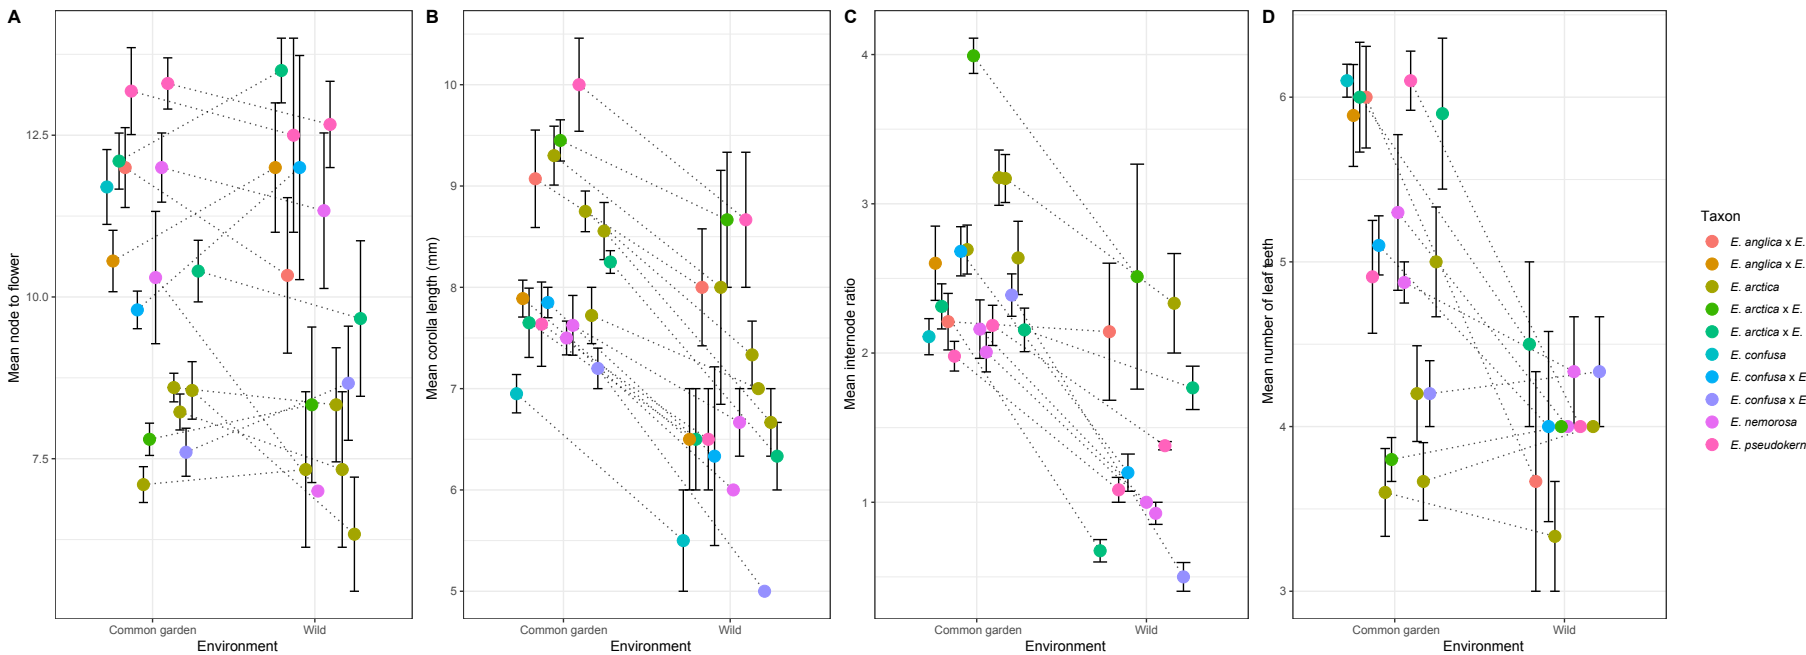 A
Mean node to flower
12.5
10.0
7.5
Common garden
Wild
Environment
B
Mean corolla length (mm)
10
9
8
7
6
5
Common garden
Wild
Environment
C
Mean internode ratio
4
3
2
1
Common garden
Wild
Environment
D
Mean number of leaf teeth
6
5
4
3
Common garden
Wild
Environment
Taxon
E. anglica x E.
E. anglica x E.
E. arctica
E. arctica x E.
E. arctica x E.
E. confusa
E. confusa x E
E. confusa x E
E. nemorosa
E. pseudokern